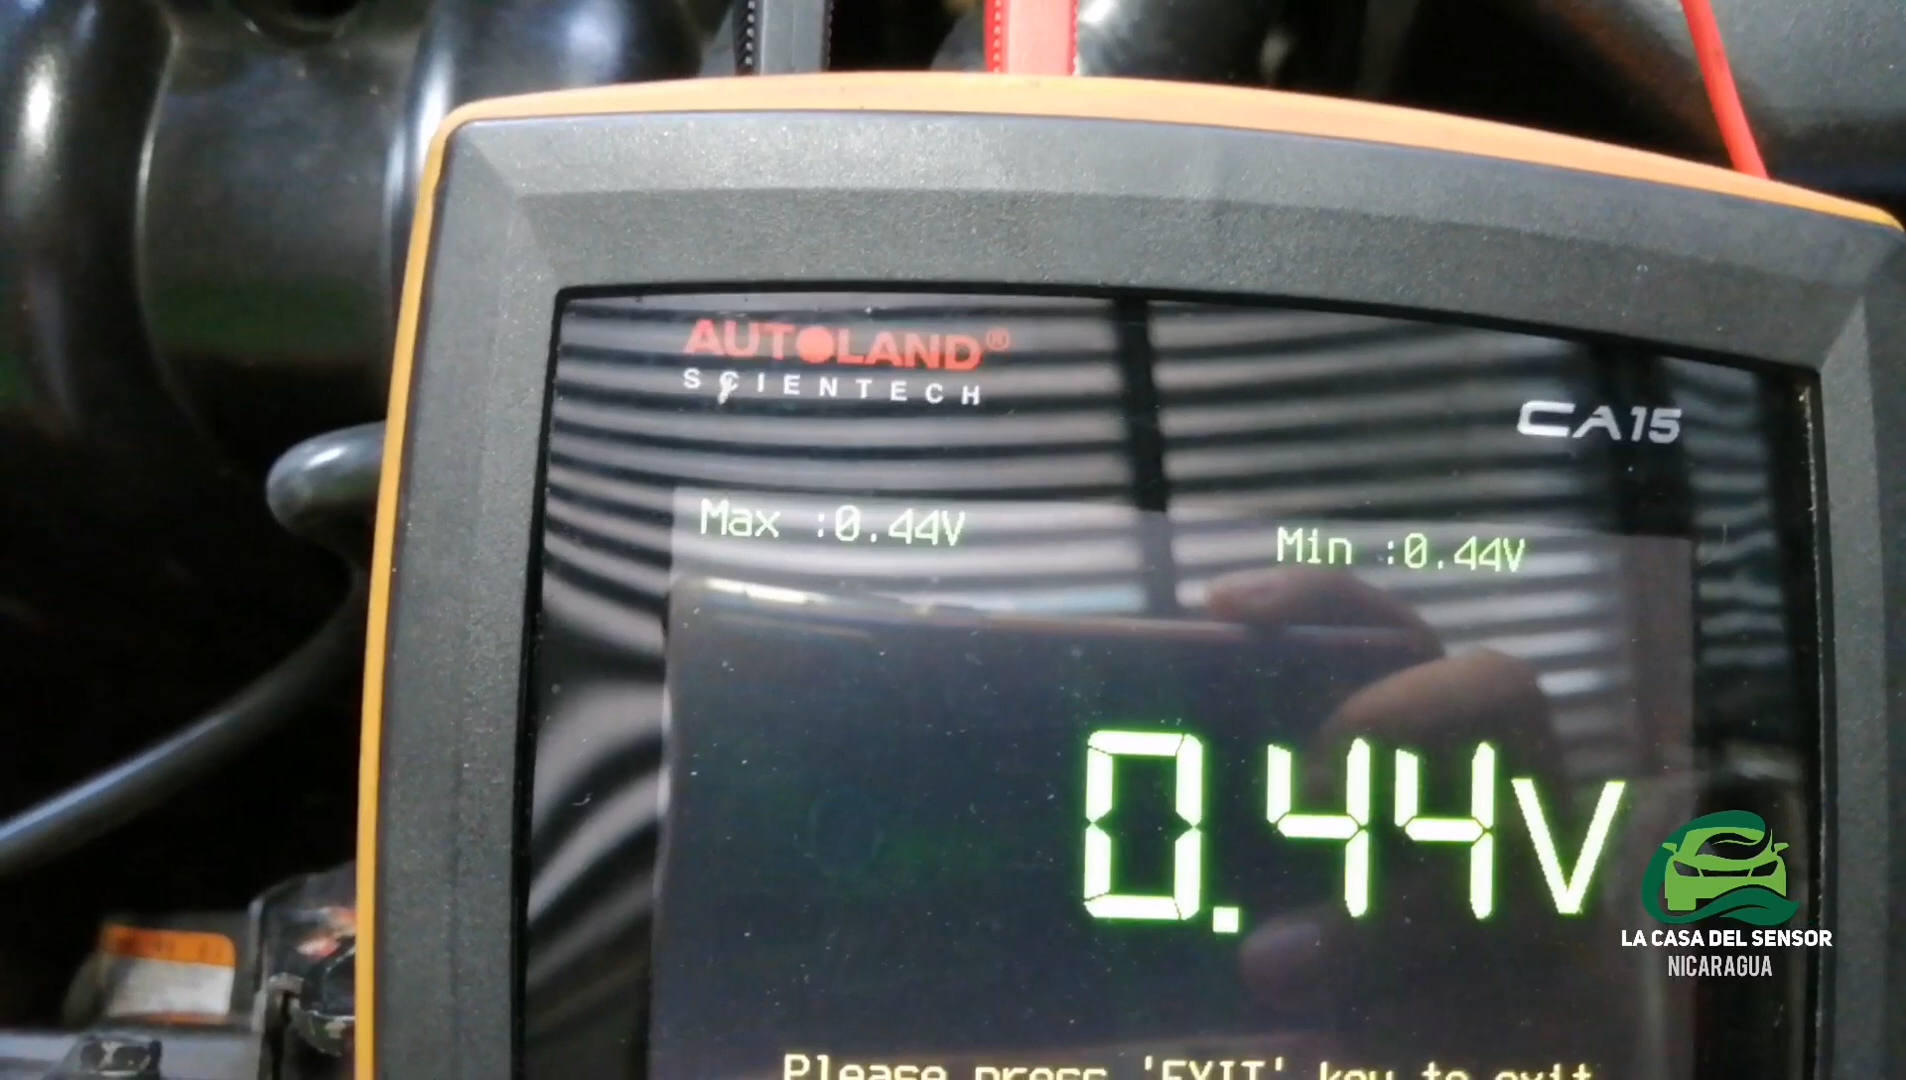 AUTOLAND®
SCIENTECH
CA15
Max :0.44V
Min :0.44V
0.44V
LA CASA DEL SENSOR
NICARAGUA
Please press 'EXIT' key to exit